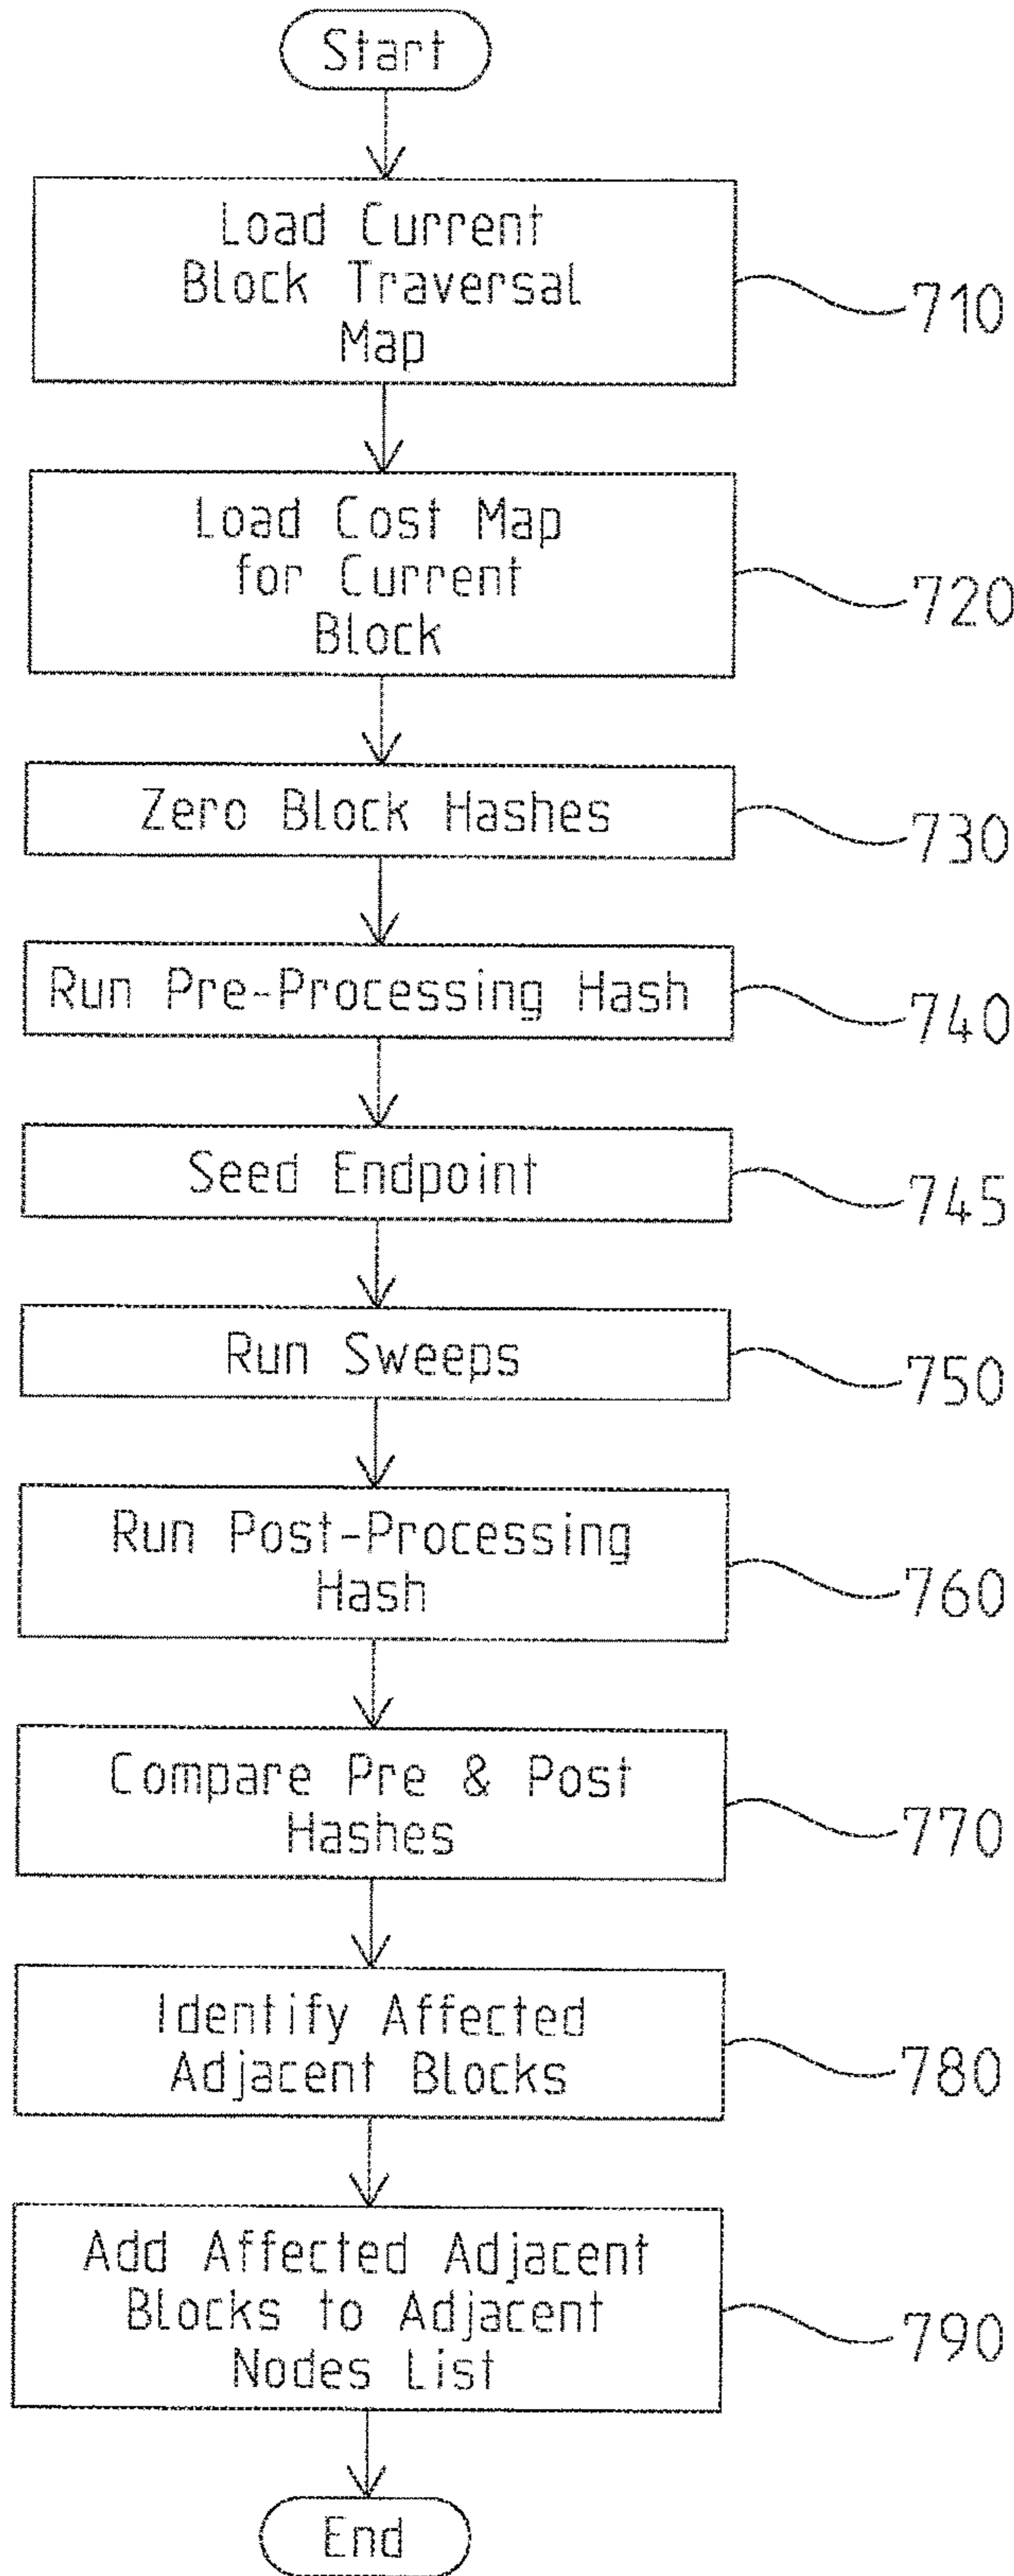 Start
Load Current
Block Traversal
Map
710
Load Cost Map
for Current
Block
720
Zero Block Hashes
730
Run Pre-Processing Hash
740
Seed Endpoint
745
Run Sweeps
750
Run Post-Processing
Hash
760
Compare Pre & Post
Hashes
770
Identify Affected
Adjacent Blocks
780
Add Affected Adjacent
Blocks to Adjacent
Nodes List
790
End